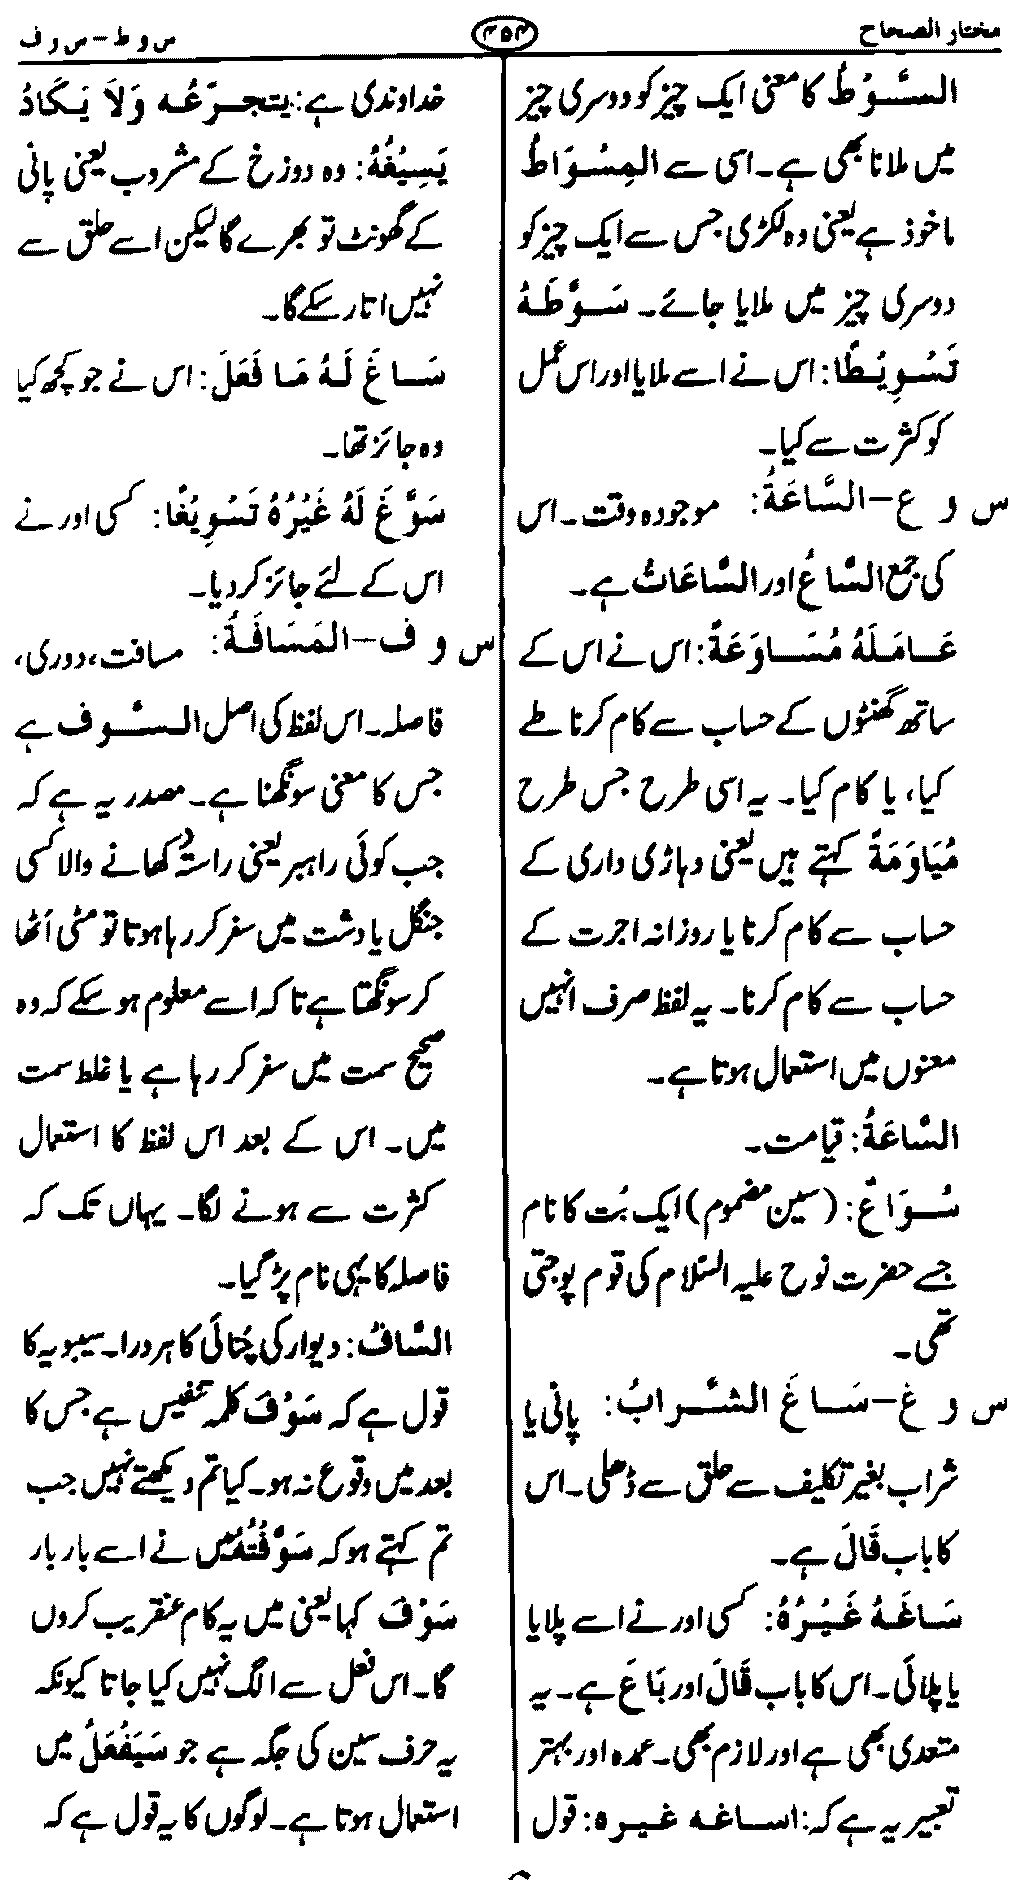 مختار الصحاح
۴۵۴
س و ط – س و ف
السَّوْطُ کا معنی ایک چیز کو دوسری چیز
میں ملانا بھی ہے۔ اسی سے المِسْوَاطُ
ماخوذ ہے یعنی وہ لکڑی جس سے ایک چیز کو
دوسری چیز میں ملایا جائے۔ سَوَّطَهُ
تَسْوِيْطًا: اس نے اسے ملایا اور اس عمل
کو کثرت سے کیا۔
س و ع – السَّاعَةُ: موجودہ وقت۔ اس
کی جمع السَّاعُ اور السَّاعَاتُ ہے۔
عَامَلَهُ مُسَاوَعَةً: اس نے اس کے
ساتھ گھنٹوں کے حساب سے کام کرنا طے
کیا، یا کام کیا۔ یہ اسی طرح جس طرح
مُيَاوَمَةً کہتے ہیں یعنی دہاڑی داری کے
حساب سے کام کرنا یا روزانہ اجرت کے
حساب سے کام کرنا۔ یہ لفظ صرف انہیں
معنوں میں استعمال ہوتا ہے۔
السَّاعَةُ: قیامت۔
سُوَاعٌ: (سین مضموم) ایک بُت کا نام
جسے حضرت نوح علیہ السّلام کی قوم پوجتی
تھی۔
س و غ – سَاغَ الشَّرابُ: پانی یا
شراب بغیر تکلیف سے حلق سے ڈھلی۔ اس
کا باب قَالَ ہے۔
سَاغَهُ غَيْرُهُ: کسی اور نے اسے پلایا
یا پلائی۔ اس کا باب قَالَ اور بَاعَ ہے۔ یہ
متعدی بھی ہے اور لازم بھی۔ عمدہ اور بہتر
تعبیر یہ ہے کہ: اساغه غيره: قول
خداوندی ہے: يتجرّعُه وَلَا يَكَادُ
يَسِيْغُهُ: وہ دوزخ کے مشروب یعنی پانی
کے گھونٹ تو بھرے گا لیکن اسے حلق سے
نہیں اتار سکے گا۔
سَاغَ لَهُ مَا فَعَلَ: اس نے جو کچھ کیا
وہ جائز تھا۔
سَوَّغَ لَهُ غَيْرُهُ تَسْوِيْغًا: کسی اور نے
اس کے لئے جائز کر دیا۔
س و ف – المَسَافَةُ: مسافت، دوری،
فاصلہ۔ اس لفظ کی اصل السَّوْف ہے
جس کا معنی سونگھنا ہے۔ مصدر یہ ہے کہ
جب کوئی راہبر یعنی راستہ دکھانے والا کسی
جنگل یا دشت میں سفر کر رہا ہوتا تو مٹی اُٹھا
کر سونگھتا ہے تاکہ اسے معلوم ہو سکے کہ وہ
صحیح سمت میں سفر کر رہا ہے یا غلط سمت
میں۔ اس کے بعد اس لفظ کا استعمال
کثرت سے ہونے لگا۔ یہاں تک کہ
فاصلہ کا یہی نام پڑ گیا۔
السَّافُ: دیوار کی چُنائی کا ہر درا۔ سیبویہ کا
قول ہے کہ سَوْفَ کلمہ تنفیس ہے جس کا
بعد میں وقوع نہ ہو۔ کیا تم دیکھتے نہیں جب
تم کہتے ہو کہ سَوَّفْتُهُ میں نے اسے بار بار
سَوْفَ کہا یعنی میں یہ کام عنقریب کروں
گا۔ اس فعل سے الگ نہیں کیا جاتا کیونکہ
یہ حرف سین کی جگہ ہے جو سَيَفْعَلُ میں
استعمال ہوتا ہے۔ لوگوں کا یہ قول ہے کہ